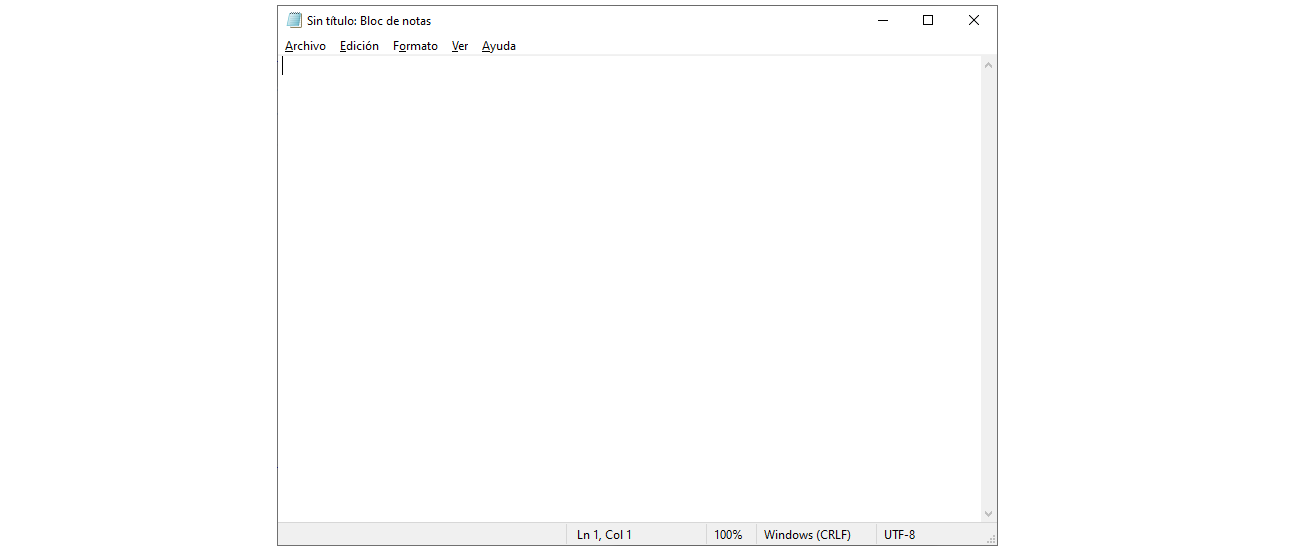 Sin título: Bloc de notas
Archivo Edición Formato Ver Ayuda
Ln 1, Col 1 100% Windows (CRLF) UTF-8